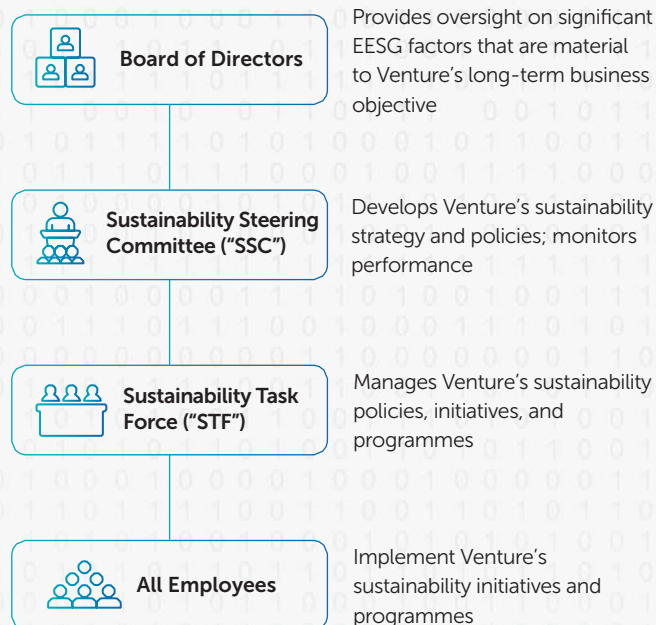 Board of Directors
Provides oversight on significant
EESG factors that are material
to Venture's long-term business
objective
Sustainability Steering
Committee ("SSC")
Develops Venture's sustainability
strategy and policies; monitors
performance
Sustainability Task
Force ("STF")
Manages Venture's sustainability
policies, initiatives, and
programmes
All Employees
Implement Venture's
sustainability initiatives and
programmes